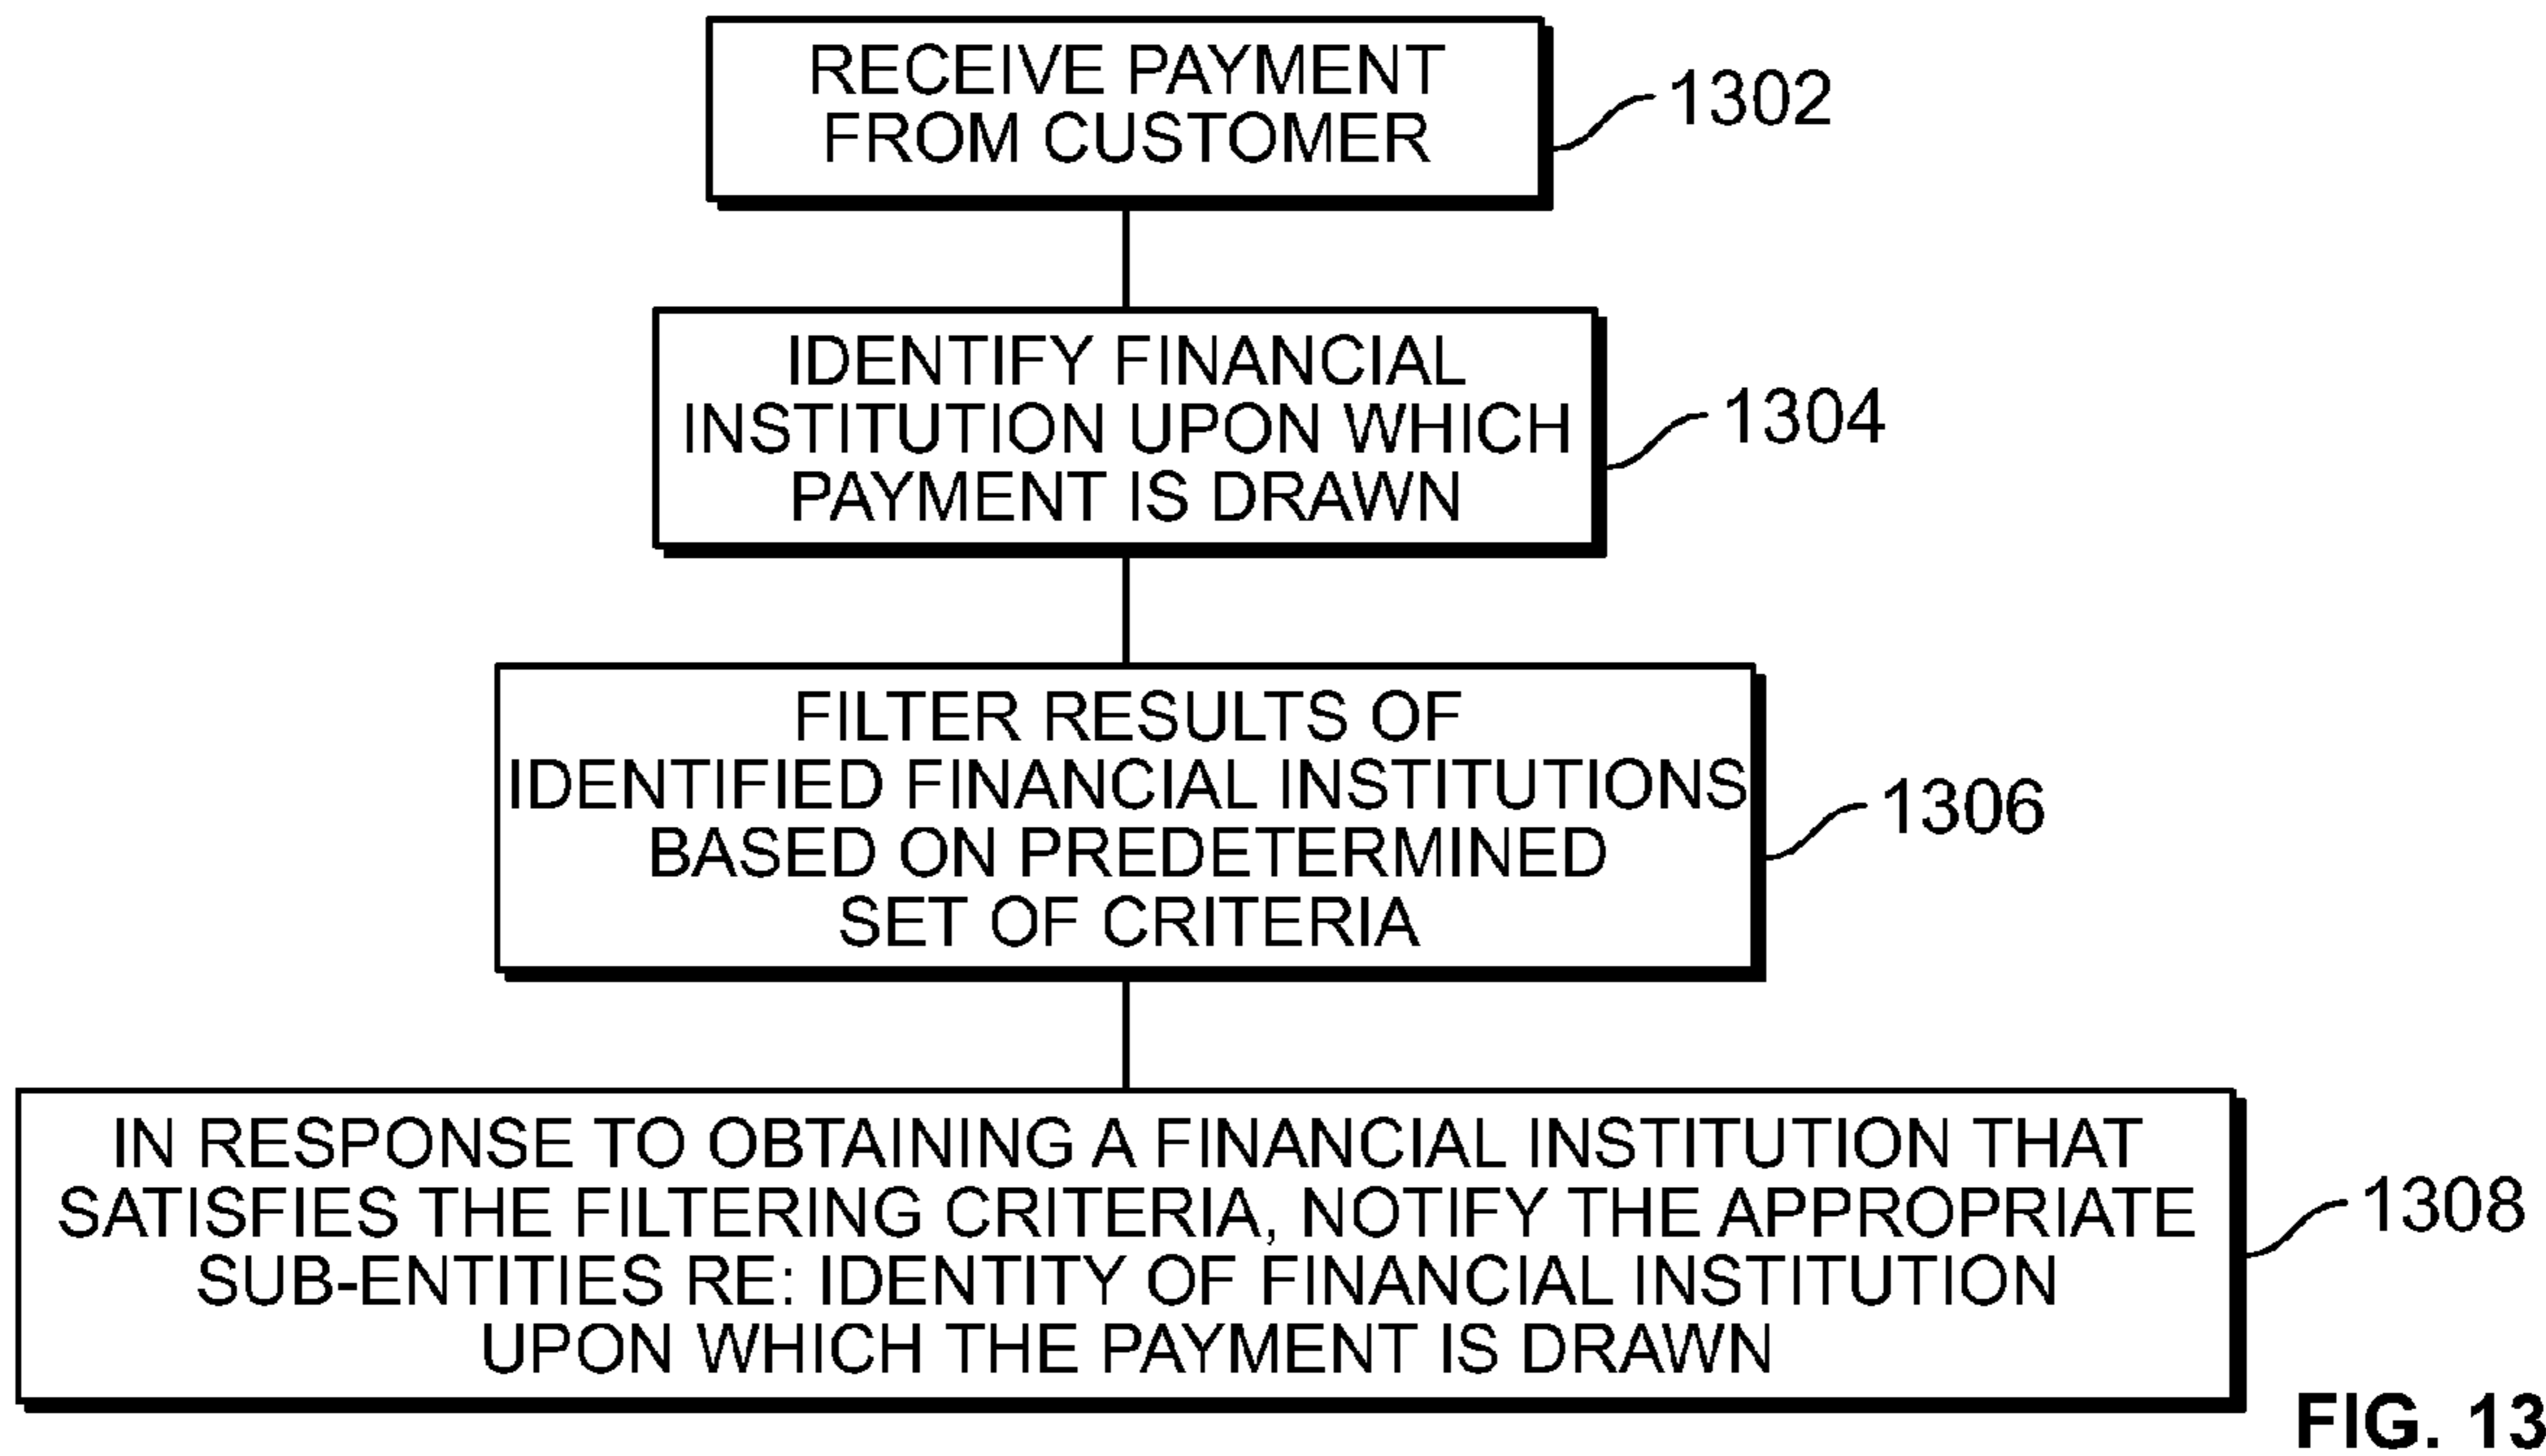 RECEIVE PAYMENT
FROM CUSTOMER
1302
IDENTIFY FINANCIAL
INSTITUTION UPON WHICH
PAYMENT IS DRAWN
1304
FILTER RESULTS OF
IDENTIFIED FINANCIAL INSTITUTIONS
BASED ON PREDETERMINED
SET OF CRITERIA
1306
IN RESPONSE TO OBTAINING A FINANCIAL INSTITUTION THAT
SATISFIES THE FILTERING CRITERIA, NOTIFY THE APPROPRIATE
SUB-ENTITIES RE: IDENTITY OF FINANCIAL INSTITUTION
UPON WHICH THE PAYMENT IS DRAWN
1308
FIG. 13